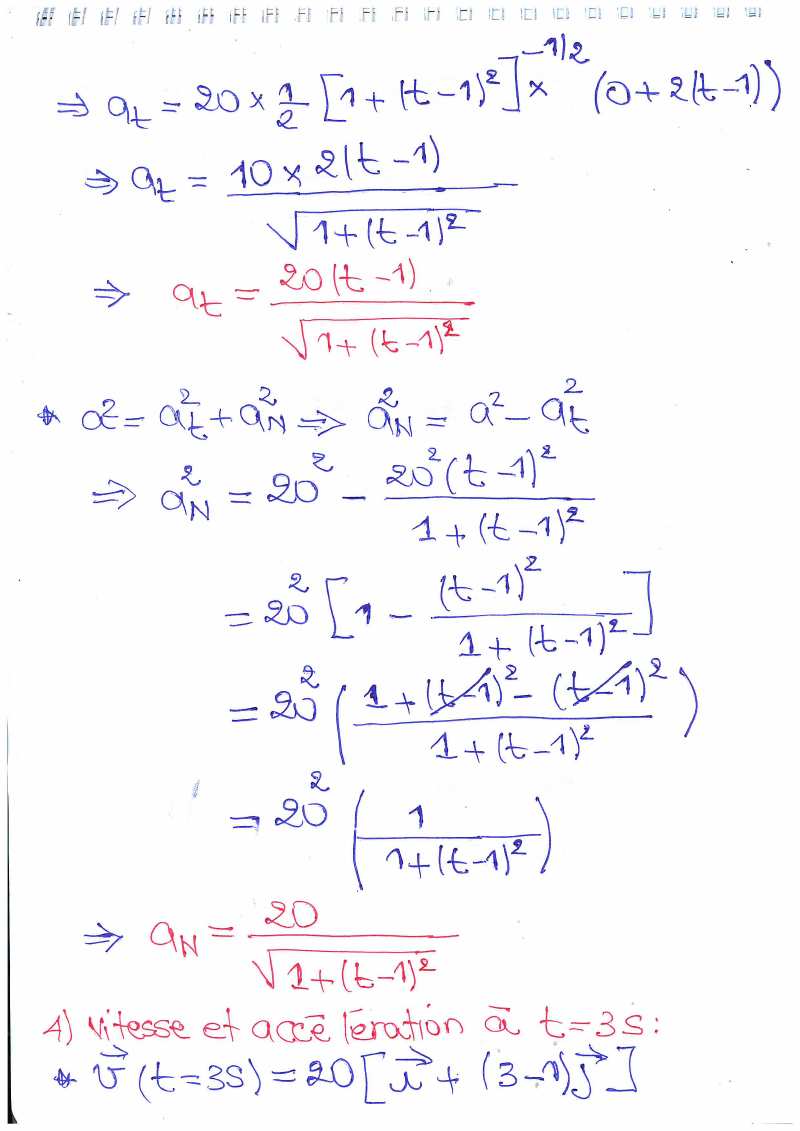 ⇒ a_t = 20 × 1/2 [1 + (t-1)²]^(-1/2) × (0 + 2(t-1))
⇒ a_t = 10 × 2(t-1) / √(1+(t-1)²)
⇒ a_t = 20(t-1) / √(1+(t-1)²)
* a² = a_t² + a_N² ⇒ a_N² = a² - a_t²
⇒ a_N² = 20² - 20²(t-1)² / (1+(t-1)²)
= 20² [1 - (t-1)² / (1+(t-1)²)]
= 20² ((1+(t-1)² - (t-1)²) / (1+(t-1)²))
= 20² (1 / (1+(t-1)²))
⇒ a_N = 20 / √(1+(t-1)²)
4) vitesse et accēlēration ā t=3s:
* v⃗ (t=3s) = 20 [i⃗ + (3-1)j⃗]